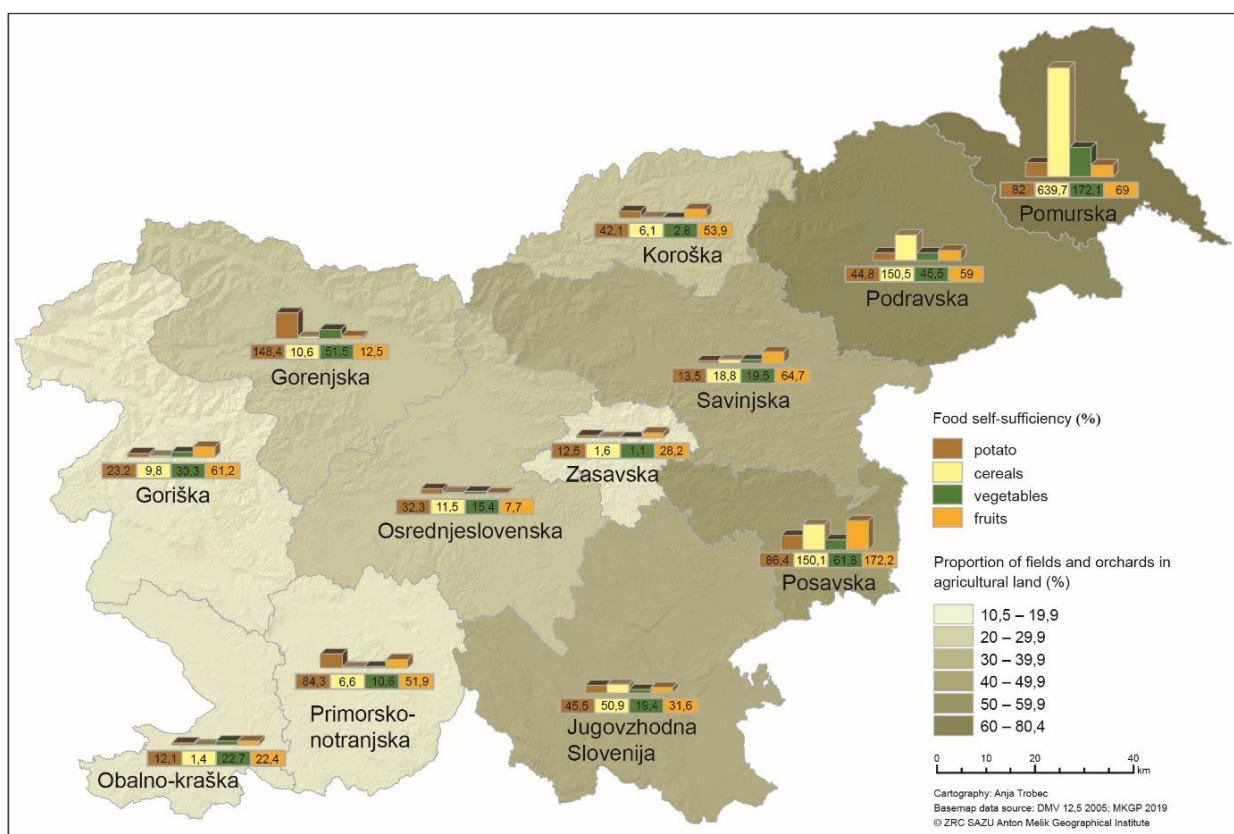 82 639,7 172,1 69
Pomurska
42,1 6,1 2,8 53,9
Koroška
44,8 150,5 45,5 59
Podravska
148,4 10,6 51,5 12,5
Gorenjska
13,5 18,8 19,5 64,7
Savinjska
12,5 1,6 1,1 28,2
Zasavska
23,2 9,8 30,3 61,2
Goriška
32,3 11,5 15,4 7,7
Osrednjeslovenska
86,4 150,1 61,8 172,2
Posavska
84,3 6,6 10,6 51,9
Primorsko-
notranjska
45,5 50,9 19,4 31,6
Jugovzhodna
Slovenija
12,1 1,4 22,7 22,4
Obalno-kraška
Food self-sufficiency (%)
potato
cereals
vegetables
fruits
Proportion of fields and orchards in
agricultural land (%)
10,5 – 19,9
20 – 29,9
30 – 39,9
40 – 49,9
50 – 59,9
60 – 80,4
0 10 20 30 40
km
Cartography: Anja Trobec
Basemap data source: DMV 12,5 2005; MKGP 2019
© ZRC SAZU Anton Melik Geographical Institute